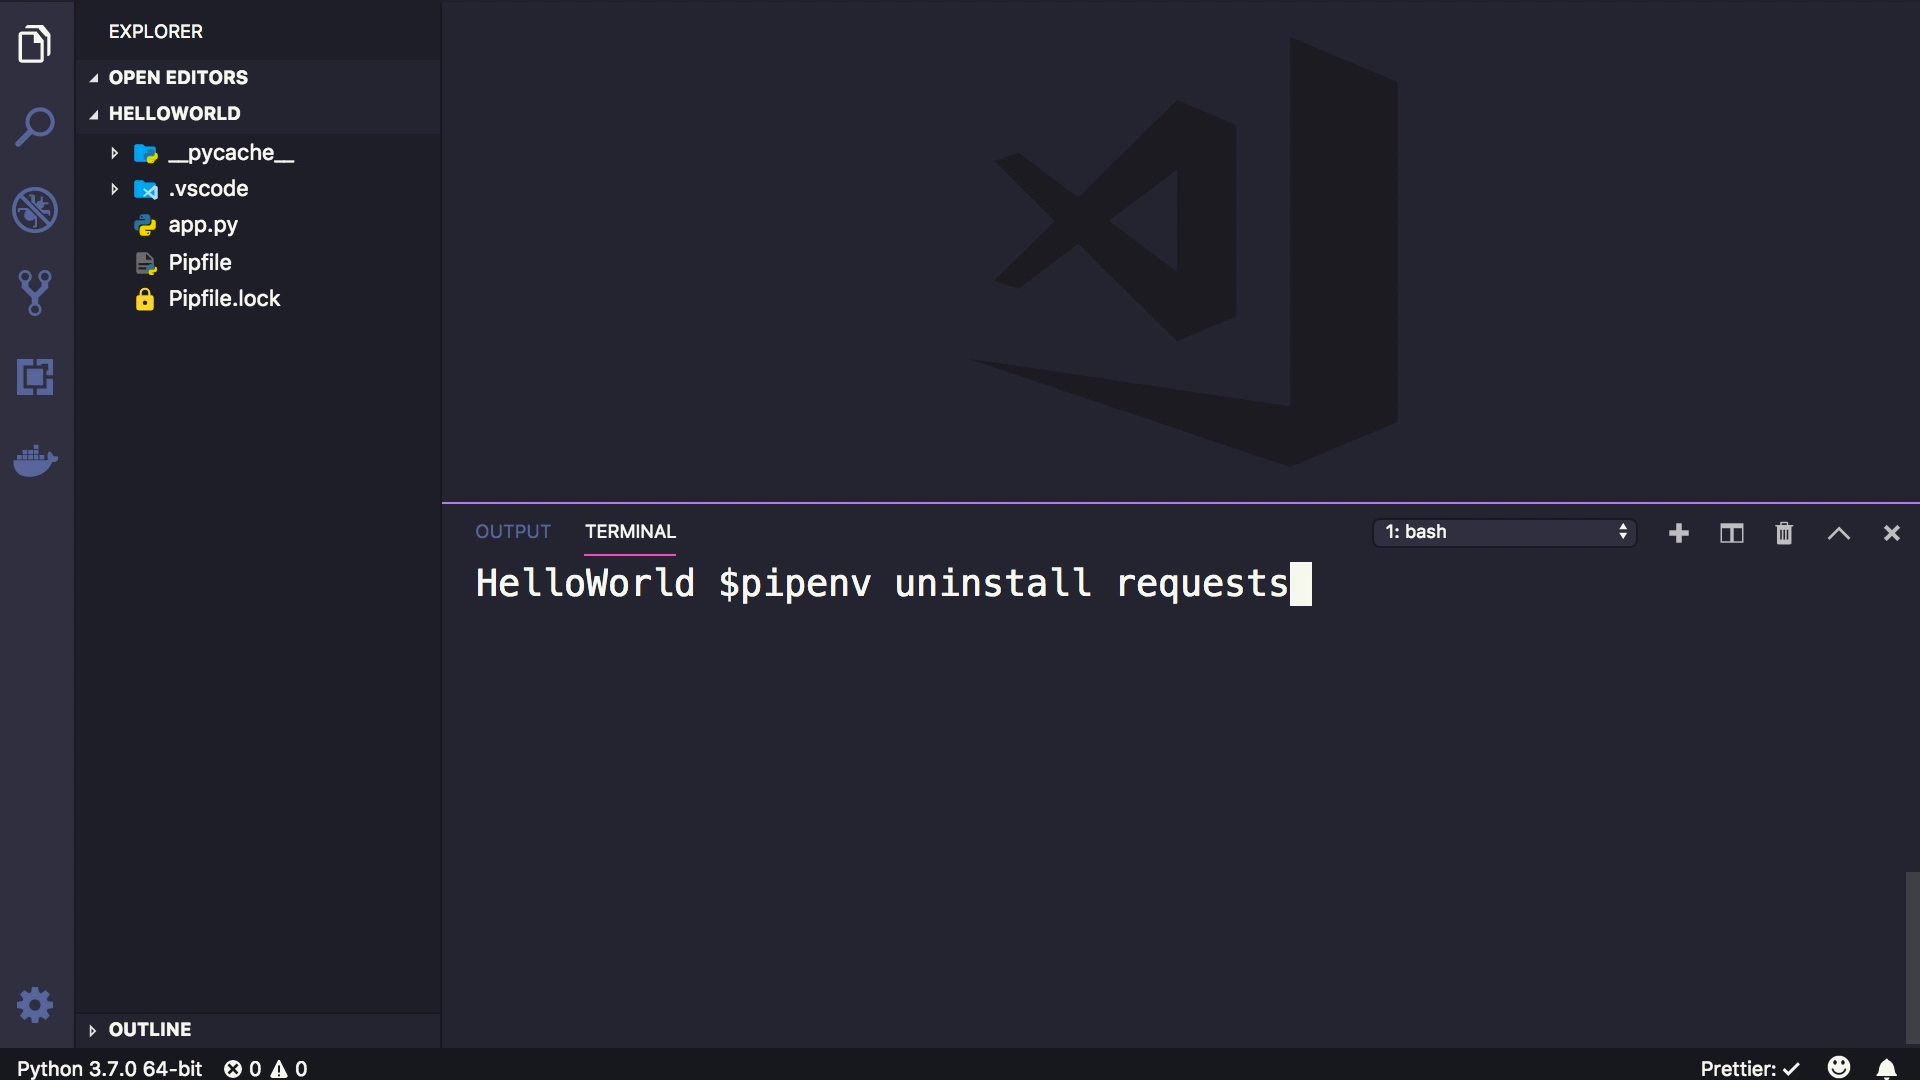 EXPLORER
OPEN EDITORS
HELLOWORLD
__pycache__
.vscode
app.py
Pipfile
Pipfile.lock
OUTPUT TERMINAL 1: bash
HelloWorld $pipenv uninstall requests
OUTLINE
Python 3.7.0 64-bit 0 0 Prettier: ✓